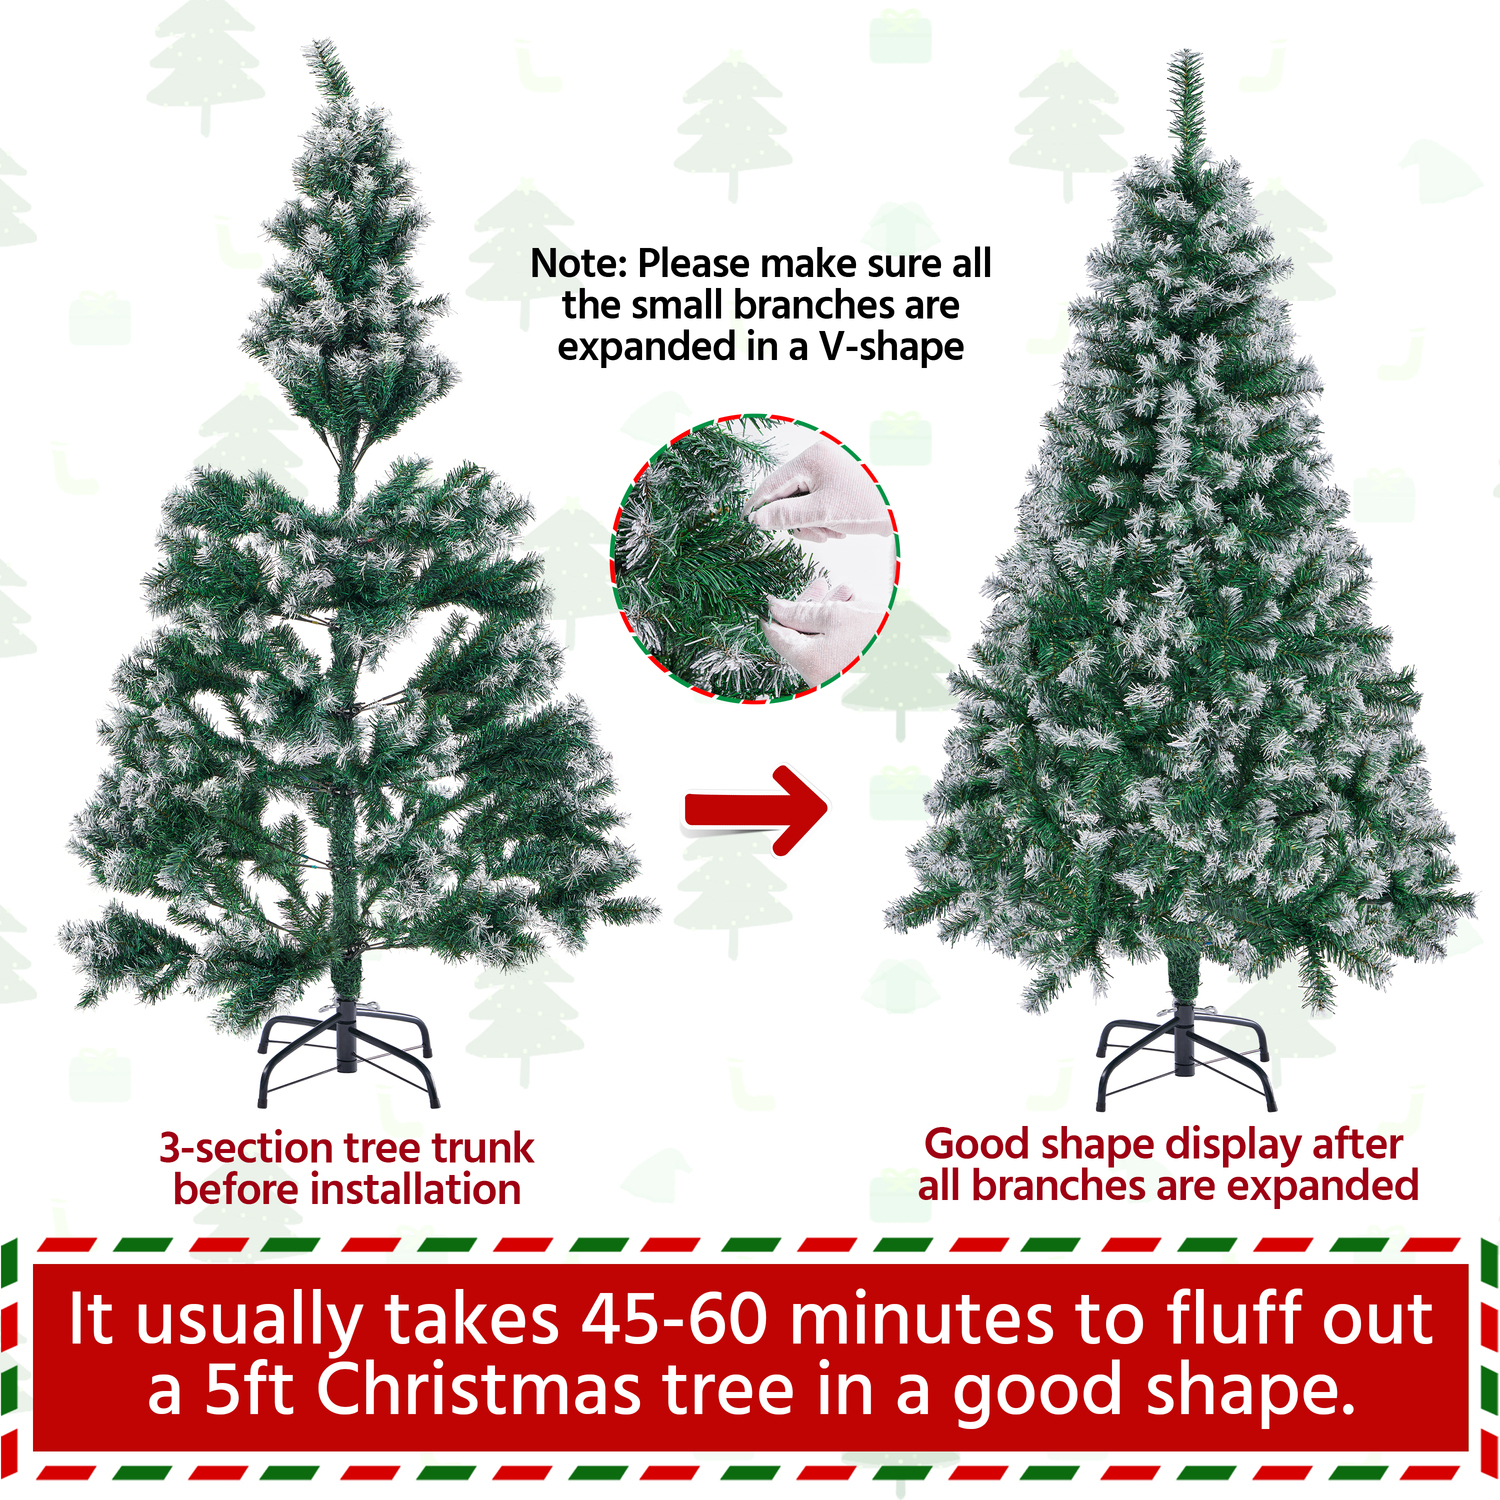 Note: Please make sure all
the small branches are
expanded in a V-shape
3-section tree trunk
before installation
Good shape display after
all branches are expanded
It usually takes 45-60 minutes to fluff out
a 5ft Christmas tree in a good shape.